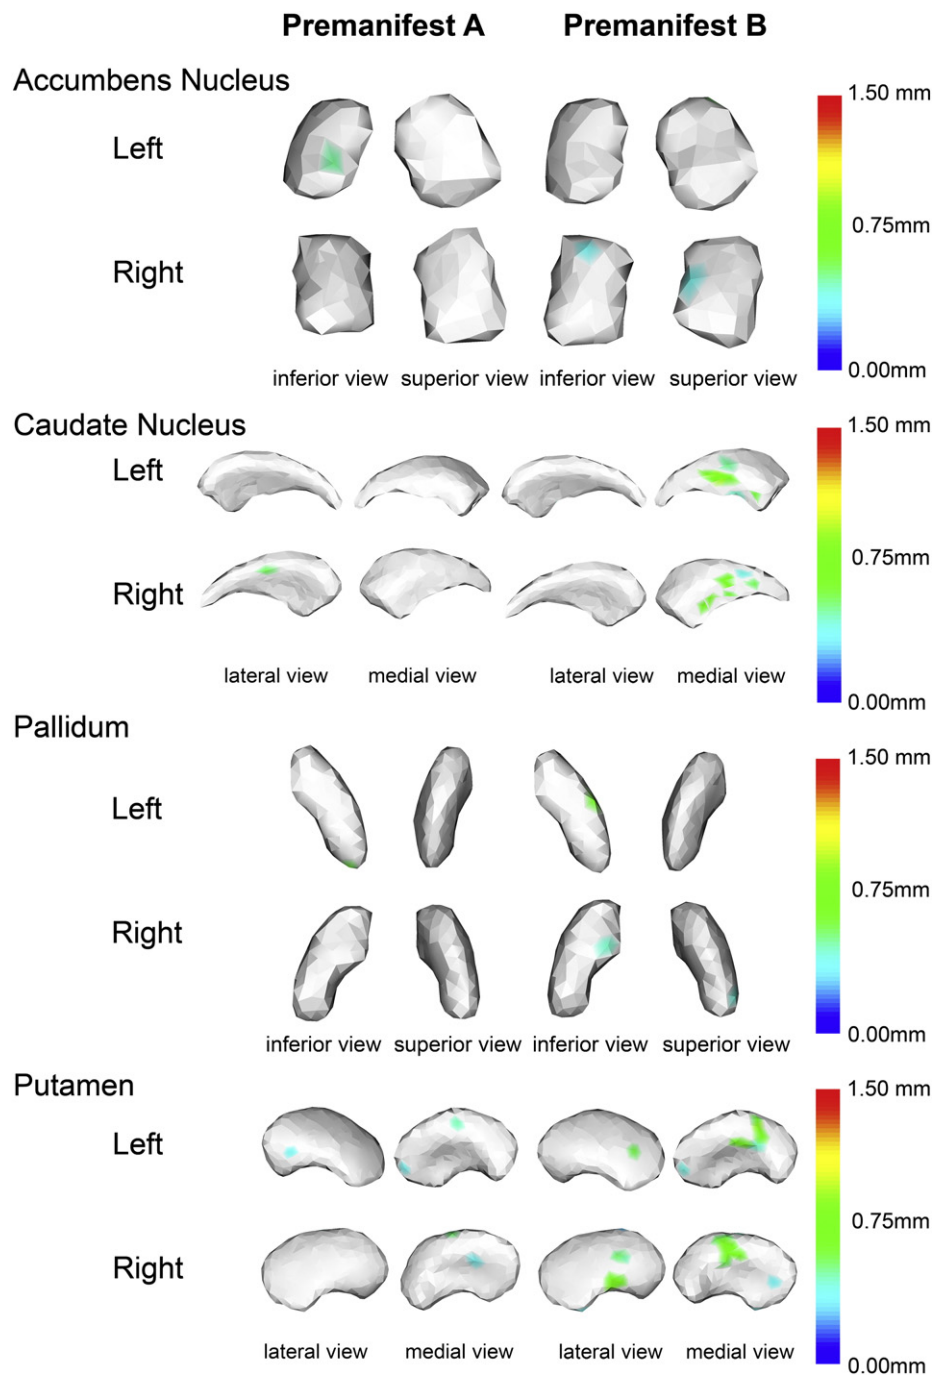 Premanifest A Premanifest B
Accumbens Nucleus
1.50 mm
Left
0.75mm
Right
0.00mm
inferior view superior view inferior view superior view
Caudate Nucleus
1.50 mm
Left
0.75mm
Right
lateral view medial view lateral view medial view
0.00mm
Pallidum
1.50 mm
Left
0.75mm
Right
0.00mm
inferior view superior view inferior view superior view
Putamen
1.50 mm
Left
0.75mm
Right
lateral view medial view lateral view medial view
0.00mm